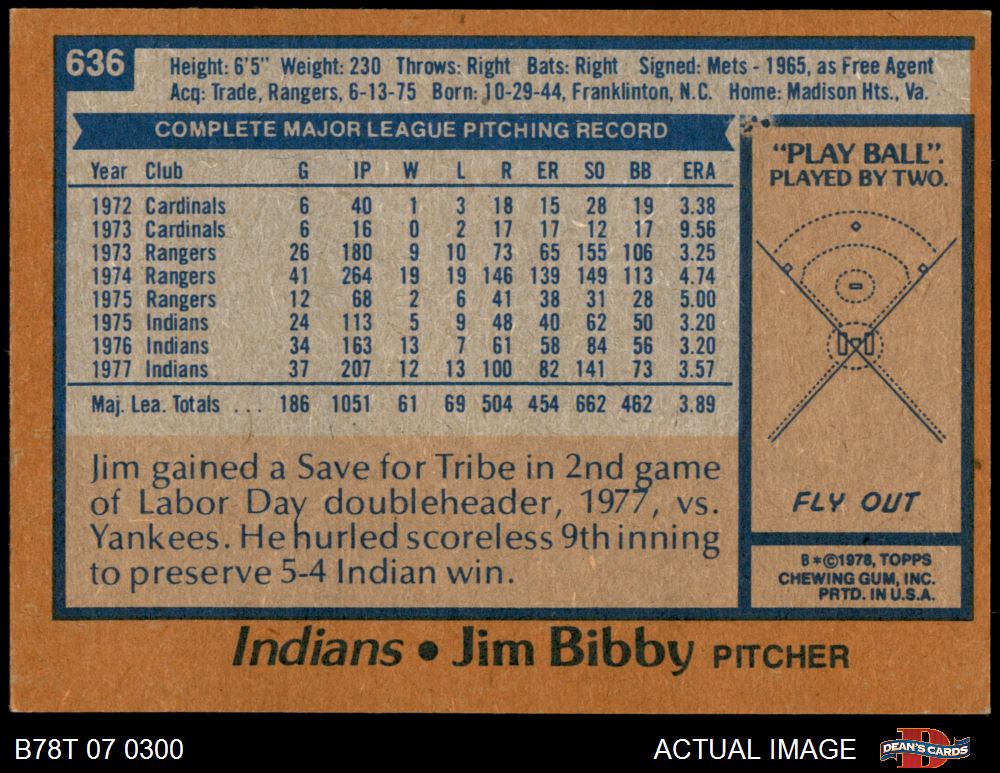 636
Height: 6'5" Weight: 230 Throws: Right Bats: Right Signed: Mets - 1965, as Free Agent
Acq: Trade, Rangers, 6-13-75 Born: 10-29-44, Franklinton, N.C. Home: Madison Hts., Va.
COMPLETE MAJOR LEAGUE PITCHING RECORD
Year Club G IP W L R ER SO BB ERA
1972 Cardinals 6 40 1 3 18 15 28 19 3.38
1973 Cardinals 6 16 0 2 17 17 12 17 9.56
1973 Rangers 26 180 9 10 73 65 155 106 3.25
1974 Rangers 41 264 19 19 146 139 149 113 4.74
1975 Rangers 12 68 2 6 41 38 31 28 5.00
1975 Indians 24 113 5 9 48 40 62 50 3.20
1976 Indians 34 163 13 7 61 58 84 56 3.20
1977 Indians 37 207 12 13 100 82 141 73 3.57
Maj. Lea. Totals ... 186 1051 61 69 504 454 662 462 3.89
Jim gained a Save for Tribe in 2nd game
of Labor Day doubleheader, 1977, vs.
Yankees. He hurled scoreless 9th inning
to preserve 5-4 Indian win.
"PLAY BALL".
PLAYED BY TWO.
FLY OUT
B*©1978, TOPPS
CHEWING GUM, INC.
PRTD. IN U.S.A.
Indians • Jim Bibby PITCHER
B78T 07 0300
ACTUAL IMAGE
DEAN'S CARDS